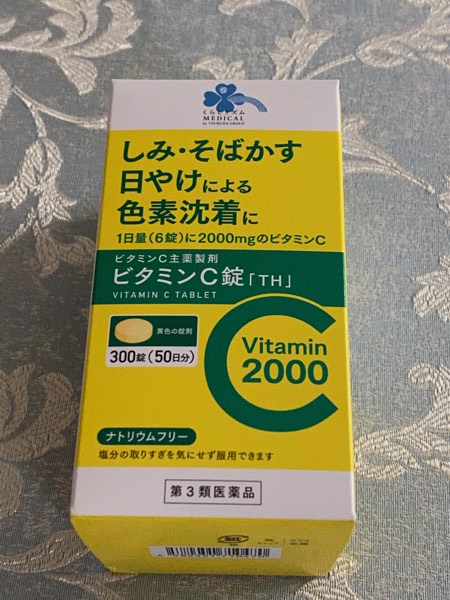 くらしリズム
MEDICAL
by TSURUHA GROUP
しみ・そばかす
日やけによる
色素沈着に
1日量(6錠)に2000mgのビタミンC
ビタミンC主薬製剤
ビタミンC錠「TH」
VITAMIN C TABLET
黄色の錠剤
300錠(50日分)
C
Vitamin
2000
ナトリウムフリー
塩分の取りすぎを気にせず服用できます
第3類医薬品